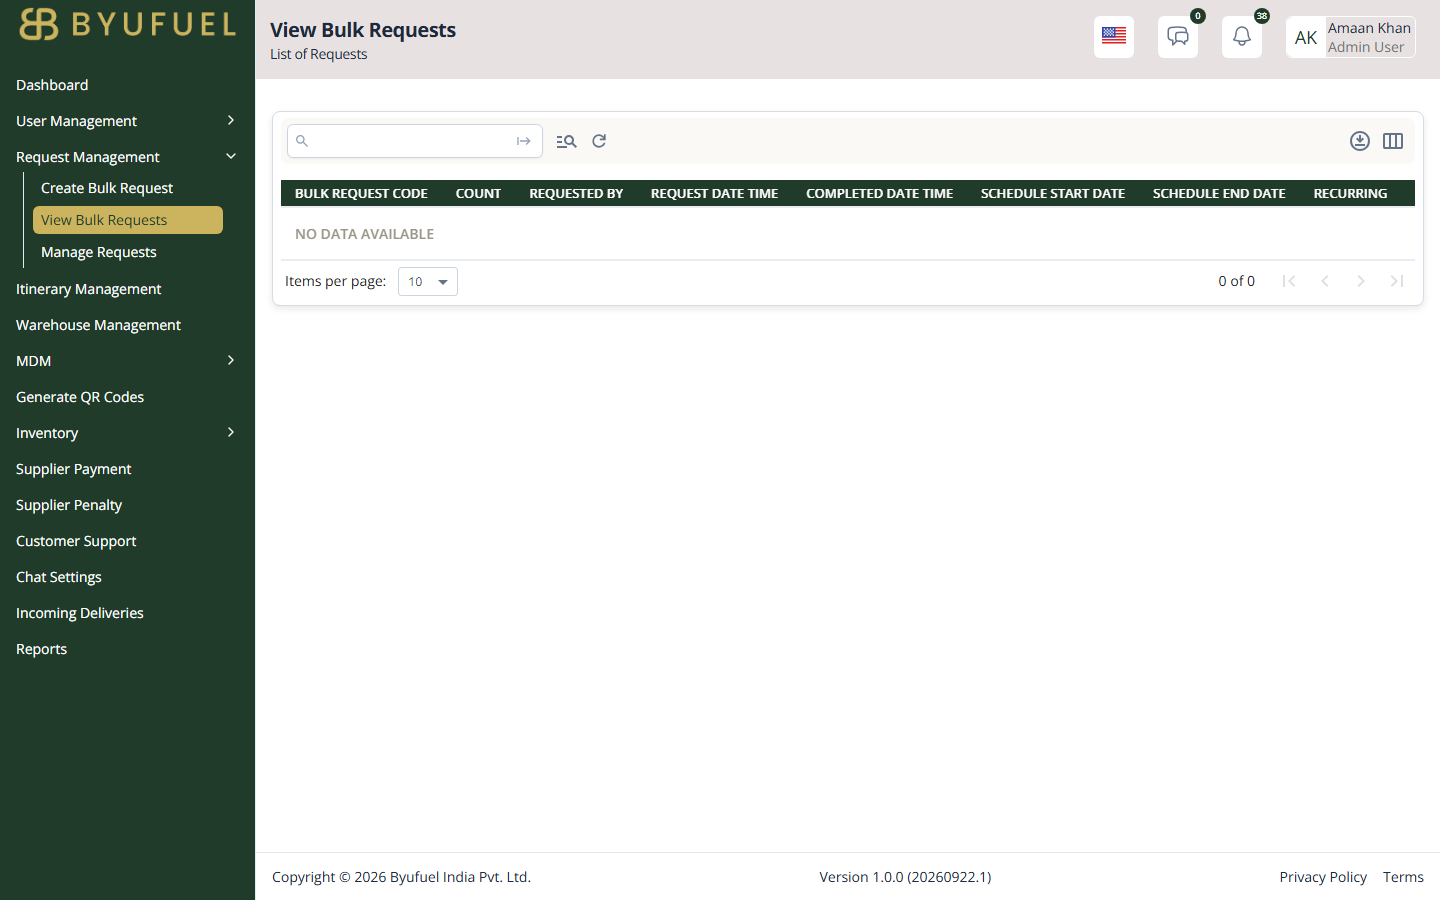 BYUFUEL
Dashboard
User Management
Request Management
Create Bulk Request
View Bulk Requests
Manage Requests
Itinerary Management
Warehouse Management
MDM
Generate QR Codes
Inventory
Supplier Payment
Supplier Penalty
Customer Support
Chat Settings
Incoming Deliveries
Reports
View Bulk Requests
List of Requests
0
38
AK
Amaan Khan
Admin User
BULK REQUEST CODE COUNT REQUESTED BY REQUEST DATE TIME COMPLETED DATE TIME SCHEDULE START DATE SCHEDULE END DATE RECURRING
NO DATA AVAILABLE
Items per page: 10 0 of 0
Copyright © 2026 Byufuel India Pvt. Ltd. Version 1.0.0 (20260922.1) Privacy Policy Terms